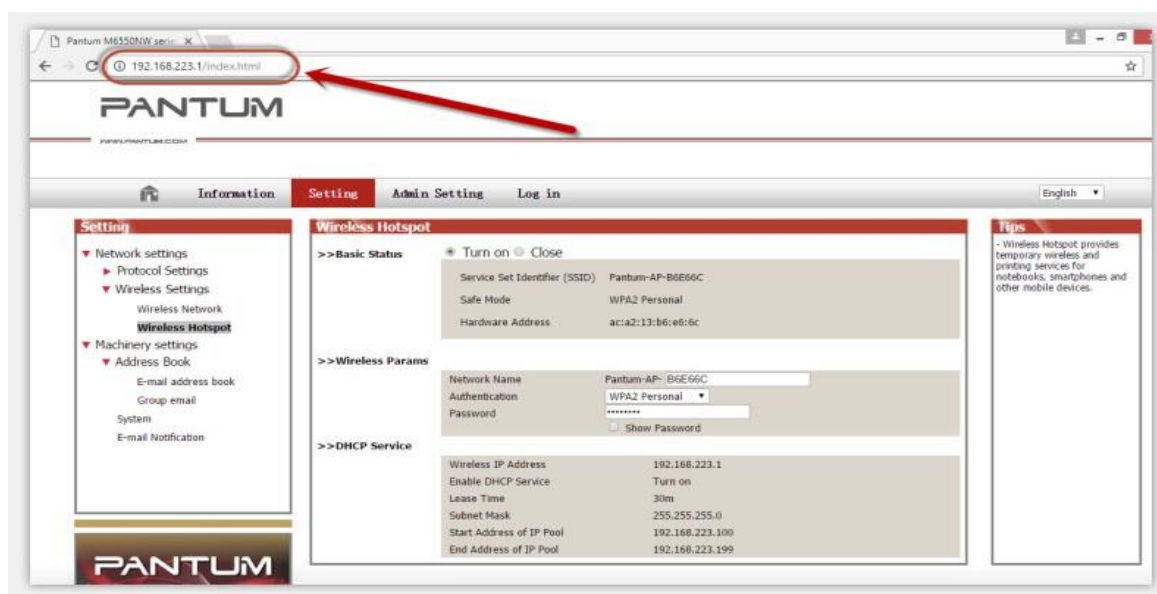 Pantum M6550NW serie
192.168.223.1/index.html
PANTUM
WWW.PANTUM.COM
Information Setting Admin Setting Log in English
Setting
Network settings
Protocol Settings
Wireless Settings
Wireless Network
Wireless Hotspot
Machinery settings
Address Book
E-mail address book
Group email
System
E-mail Notification
PANTUM
Wireless Hotspot
>>Basic Status Turn on Close
Service Set Identifier (SSID) Pantum-AP-B6E66C
Safe Mode WPA2 Personal
Hardware Address ac:a2:13:b6:e6:6c
>>Wireless Params
Network Name Pantum-AP- B6E66C
Authentication WPA2 Personal
Password ••••••••
Show Password
>>DHCP Service
Wireless IP Address 192.168.223.1
Enable DHCP Service Turn on
Lease Time 30m
Subnet Mask 255.255.255.0
Start Address of IP Pool 192.168.223.100
End Address of IP Pool 192.168.223.199
Tips
- Wireless Hotspot provides
temporary wireless and
printing services for
notebooks, smartphones and
other mobile devices.